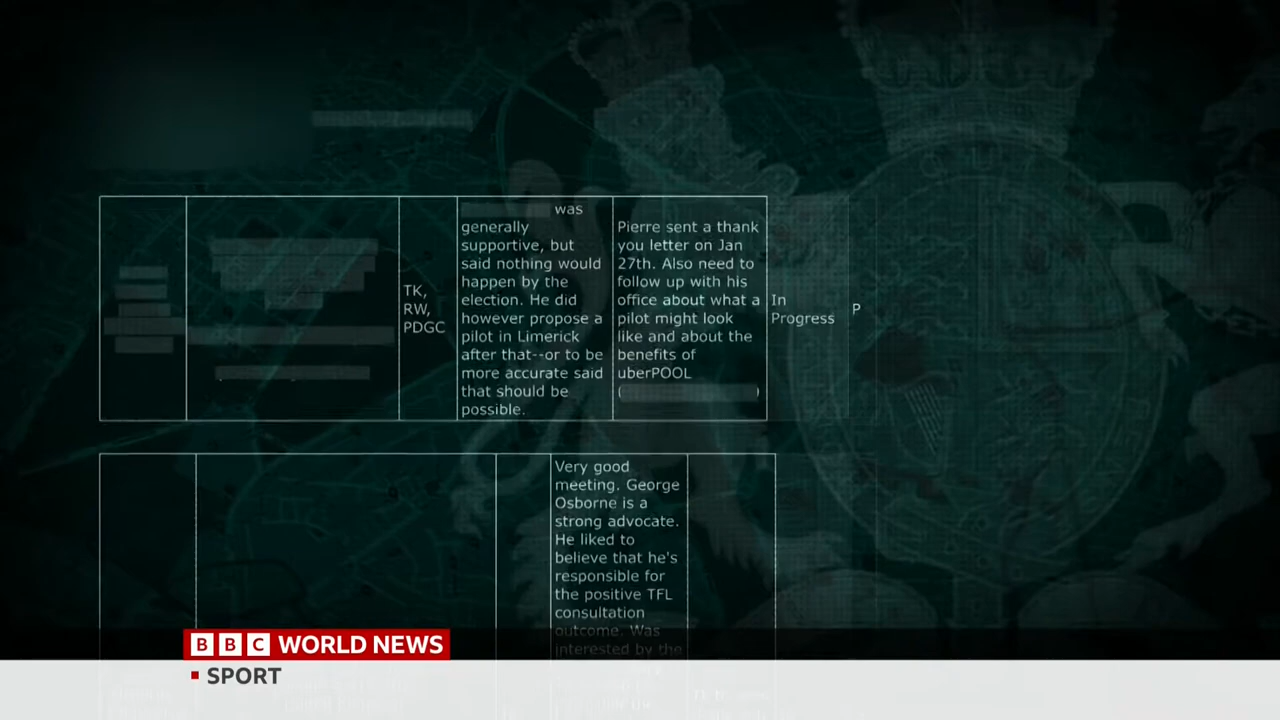 was
generally
supportive, but
said nothing would
happen by the
election. He did
however propose a
pilot in Limerick
after that--or to be
more accurate said
that should be
possible.
TK,
RW,
PDGC
Pierre sent a thank
you letter on Jan
27th. Also need to
follow up with his
office about what a
pilot might look
like and about the
benefits of
uberPOOL
(
)
In
Progress
P
Very good
meeting. George
Osborne is a
strong advocate.
He liked to
believe that he's
responsible for
the positive TFL
consultation
outcome. Was
interested by the
BBC WORLD NEWS
SPORT